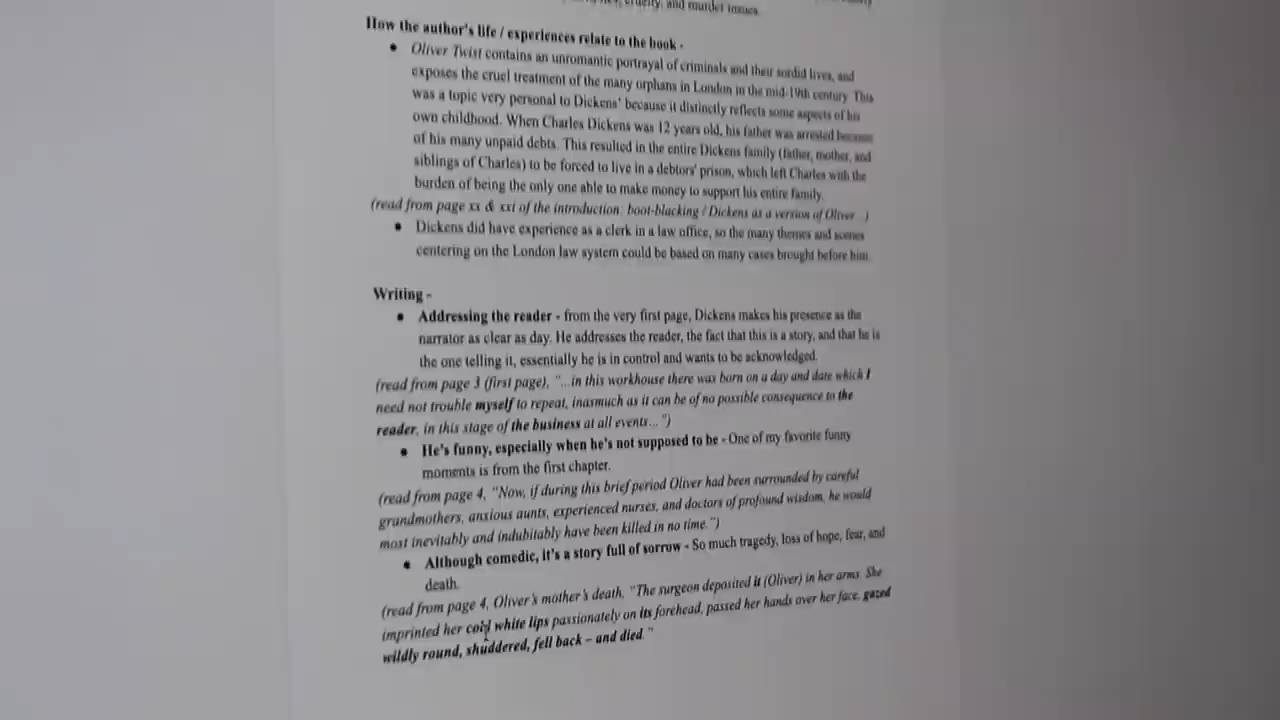 cruelty, and murder issues.
How the author's life / experiences relate to the book -
● Oliver Twist contains an unromantic portrayal of criminals and their sordid lives, and
exposes the cruel treatment of the many orphans in London in the mid-19th century. This
was a topic very personal to Dickens' because it distinctly reflects some aspects of his
own childhood. When Charles Dickens was 12 years old, his father was arrested because
of his many unpaid debts. This resulted in the entire Dickens family (father, mother, and
siblings of Charles) to be forced to live in a debtors' prison, which left Charles with the
burden of being the only one able to make money to support his entire family.
(read from page xx & xxi of the introduction: boot-blacking / Dickens as a version of Oliver...)
● Dickens did have experience as a clerk in a law office, so the many themes and scenes
centering on the London law system could be based on many cases brought before him.
Writing -
● Addressing the reader - from the very first page, Dickens makes his presence as the
narrator as clear as day. He addresses the reader, the fact that this is a story, and that he is
the one telling it, essentially he is in control and wants to be acknowledged.
(read from page 3 (first page), "...in this workhouse there was born on a day and date which I
need not trouble myself to repeat, inasmuch as it can be of no possible consequence to the
reader, in this stage of the business at all events...")
● He's funny, especially when he's not supposed to be - One of my favorite funny
moments is from the first chapter.
(read from page 4, "Now, if during this brief period Oliver had been surrounded by careful
grandmothers, anxious aunts, experienced nurses, and doctors of profound wisdom, he would
most inevitably and indubitably have been killed in no time.")
● Although comedic, it's a story full of sorrow - So much tragedy, loss of hope, fear, and
death.
(read from page 4, Oliver's mother's death, "The surgeon deposited it (Oliver) in her arms. She
imprinted her cold white lips passionately on its forehead, passed her hands over her face, gazed
wildly round, shuddered, fell back – and died."